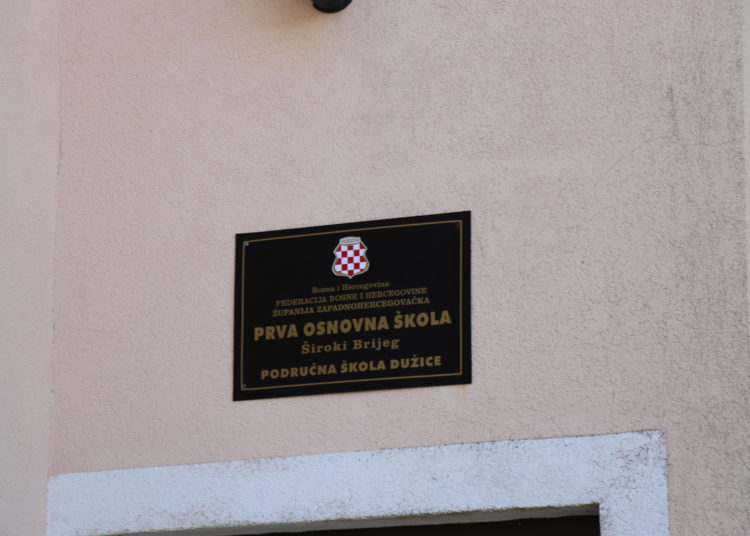 Bosna i Hercegovina
FEDERACIJA BOSNE I HERCEGOVINE
ŽUPANIJA ZAPADNOHERCEGOVAČKA
PRVA OSNOVNA ŠKOLA
Široki Brijeg
PODRUČNA ŠKOLA DUŽICE